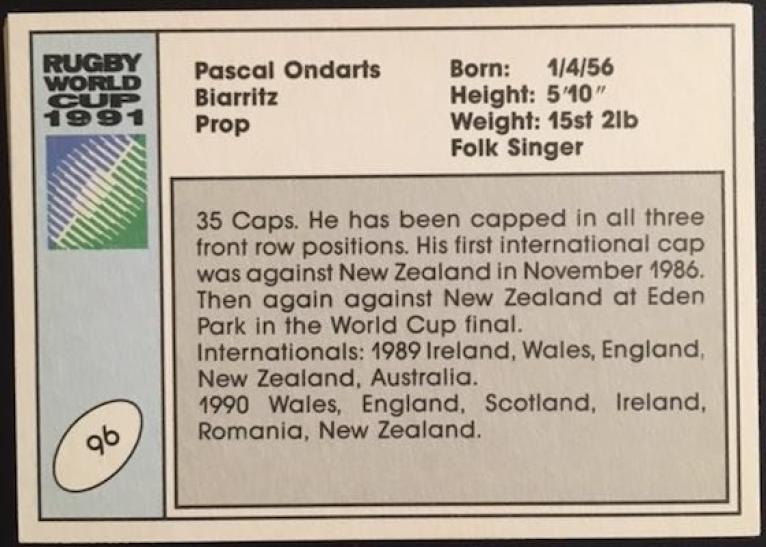 RUGBY
WORLD
CUP
1991
Pascal Ondarts
Biarritz
Prop
Born: 1/4/56
Height: 5'10"
Weight: 15st 2lb
Folk Singer
35 Caps. He has been capped in all three
front row positions. His first international cap
was against New Zealand in November 1986.
Then again against New Zealand at Eden
Park in the World Cup final.
Internationals: 1989 Ireland, Wales, England,
New Zealand, Australia.
1990 Wales, England, Scotland, Ireland,
Romania, New Zealand.
96